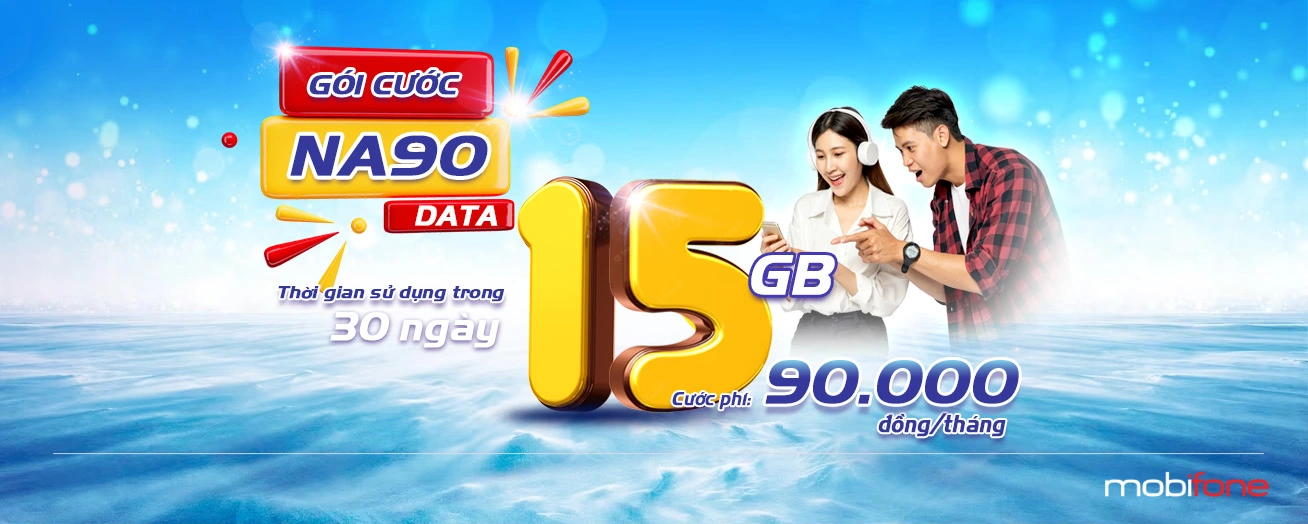 GÓI CƯỚC
NA90
DATA
15
GB
Thời gian sử dụng trong
30 ngày
Cước phí: 90.000
đồng/tháng
mobifone